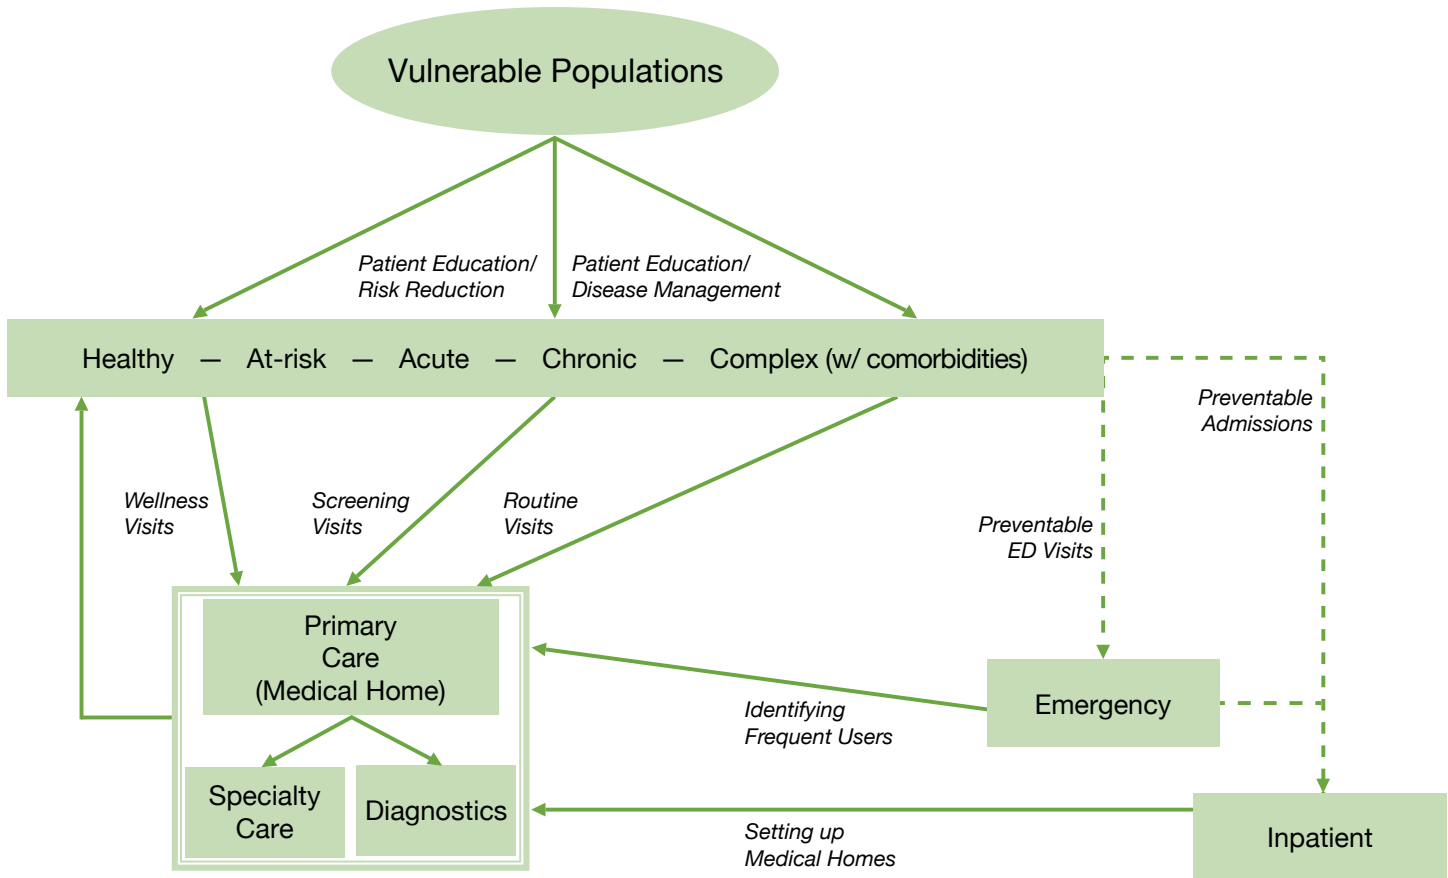 Vulnerable Populations
Patient Education/
Risk Reduction
Patient Education/
Disease Management
Healthy — At-risk — Acute — Chronic — Complex (w/ comorbidities)
Preventable
Admissions
Wellness
Visits
Screening
Visits
Routine
Visits
Preventable
ED Visits
Primary
Care
(Medical Home)
Emergency
Identifying
Frequent Users
Specialty
Care
Diagnostics
Setting up
Medical Homes
Inpatient